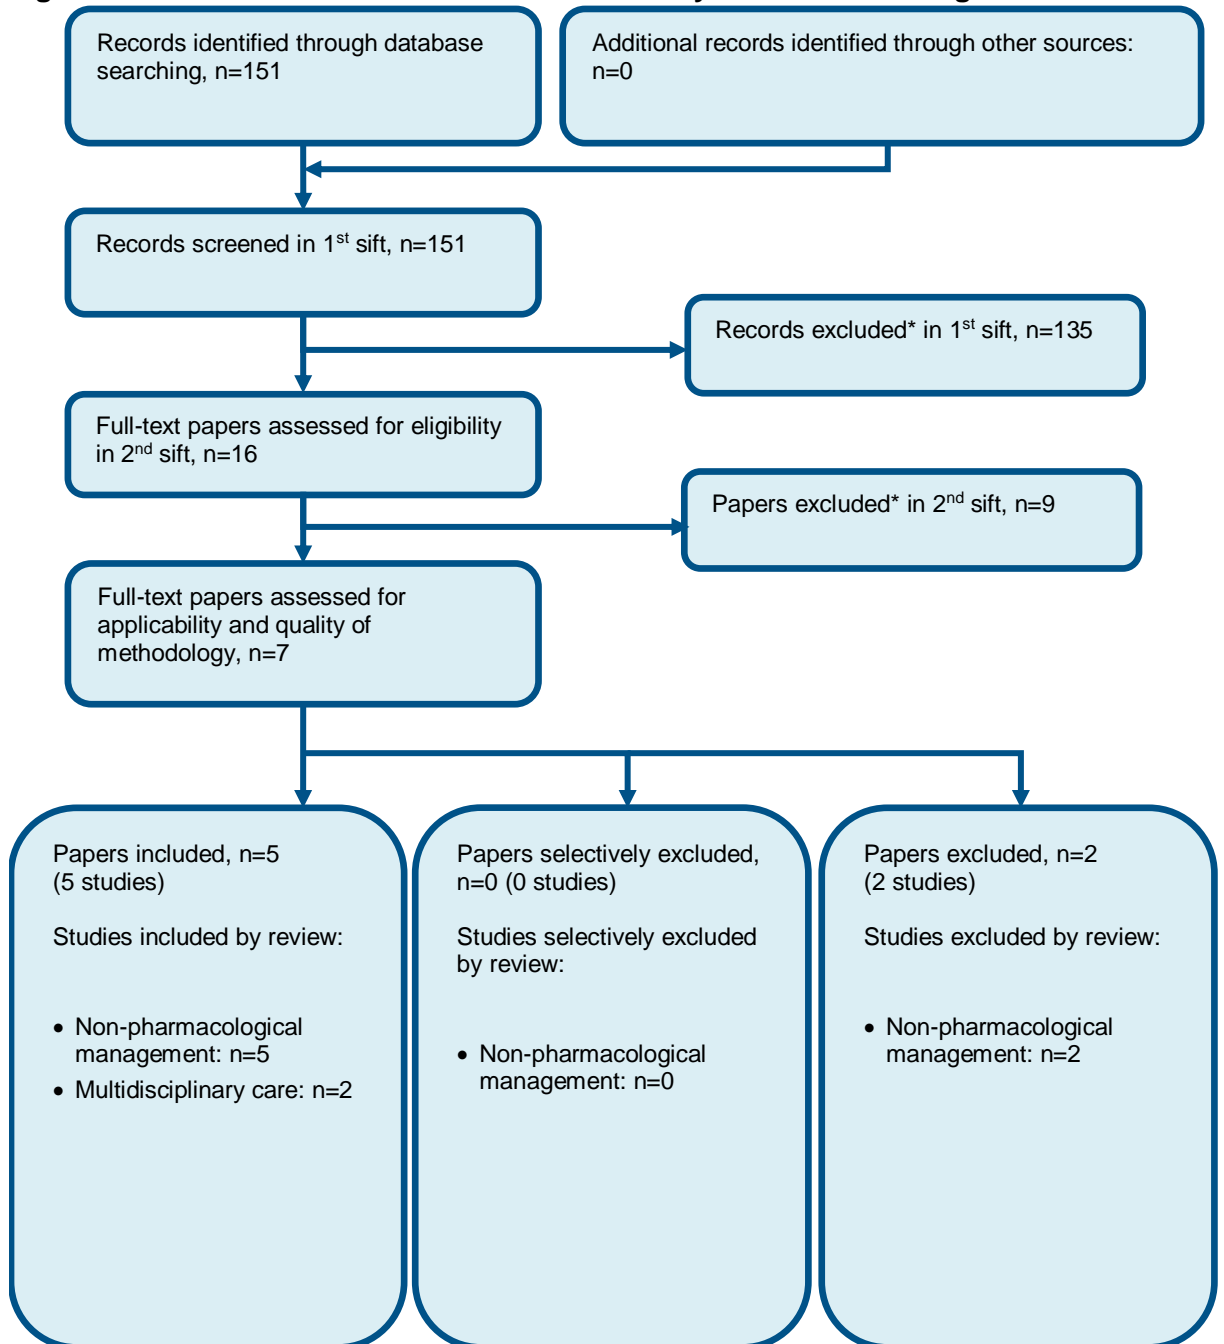 Records identified through database
searching, n=151
Additional records identified through other sources:
n=0
Records screened in 1st sift, n=151
Records excluded* in 1st sift, n=135
Full-text papers assessed for eligibility
in 2nd sift, n=16
Papers excluded* in 2nd sift, n=9
Full-text papers assessed for
applicability and quality of
methodology, n=7
Papers included, n=5
(5 studies)
Studies included by review:
• Non-pharmacological
management: n=5
• Multidisciplinary care: n=2
Papers selectively excluded,
n=0 (0 studies)
Studies selectively excluded
by review:
• Non-pharmacological
management: n=0
Papers excluded, n=2
(2 studies)
Studies excluded by review:
• Non-pharmacological
management: n=2